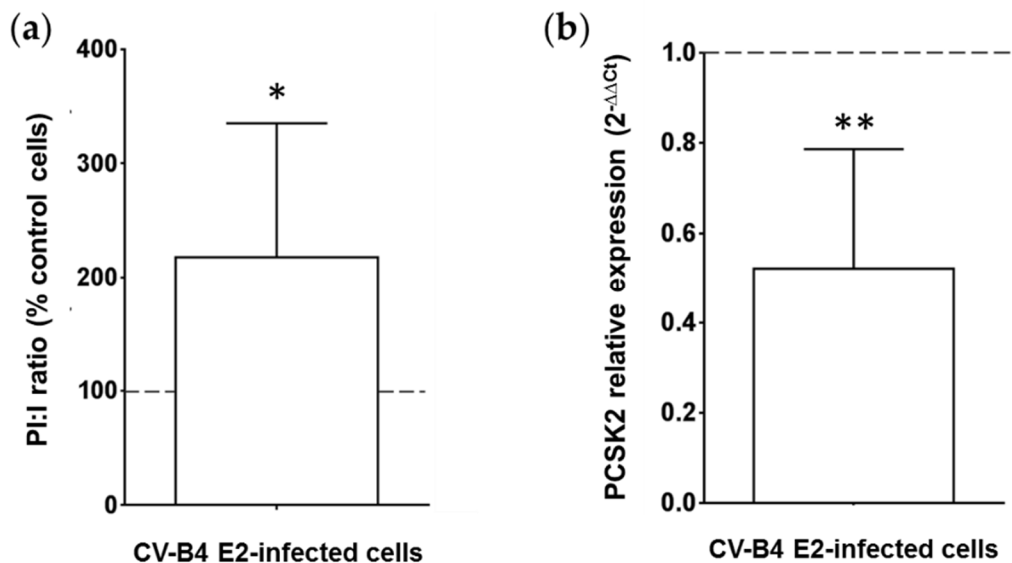 (a)
PI:I ratio (% control cells)
400
300
200
100
0
*
CV-B4 E2-infected cells
(b)
PCSK2 relative expression (2-ΔΔCt)
1.0
0.8
0.6
0.4
0.2
0.0
**
CV-B4 E2-infected cells